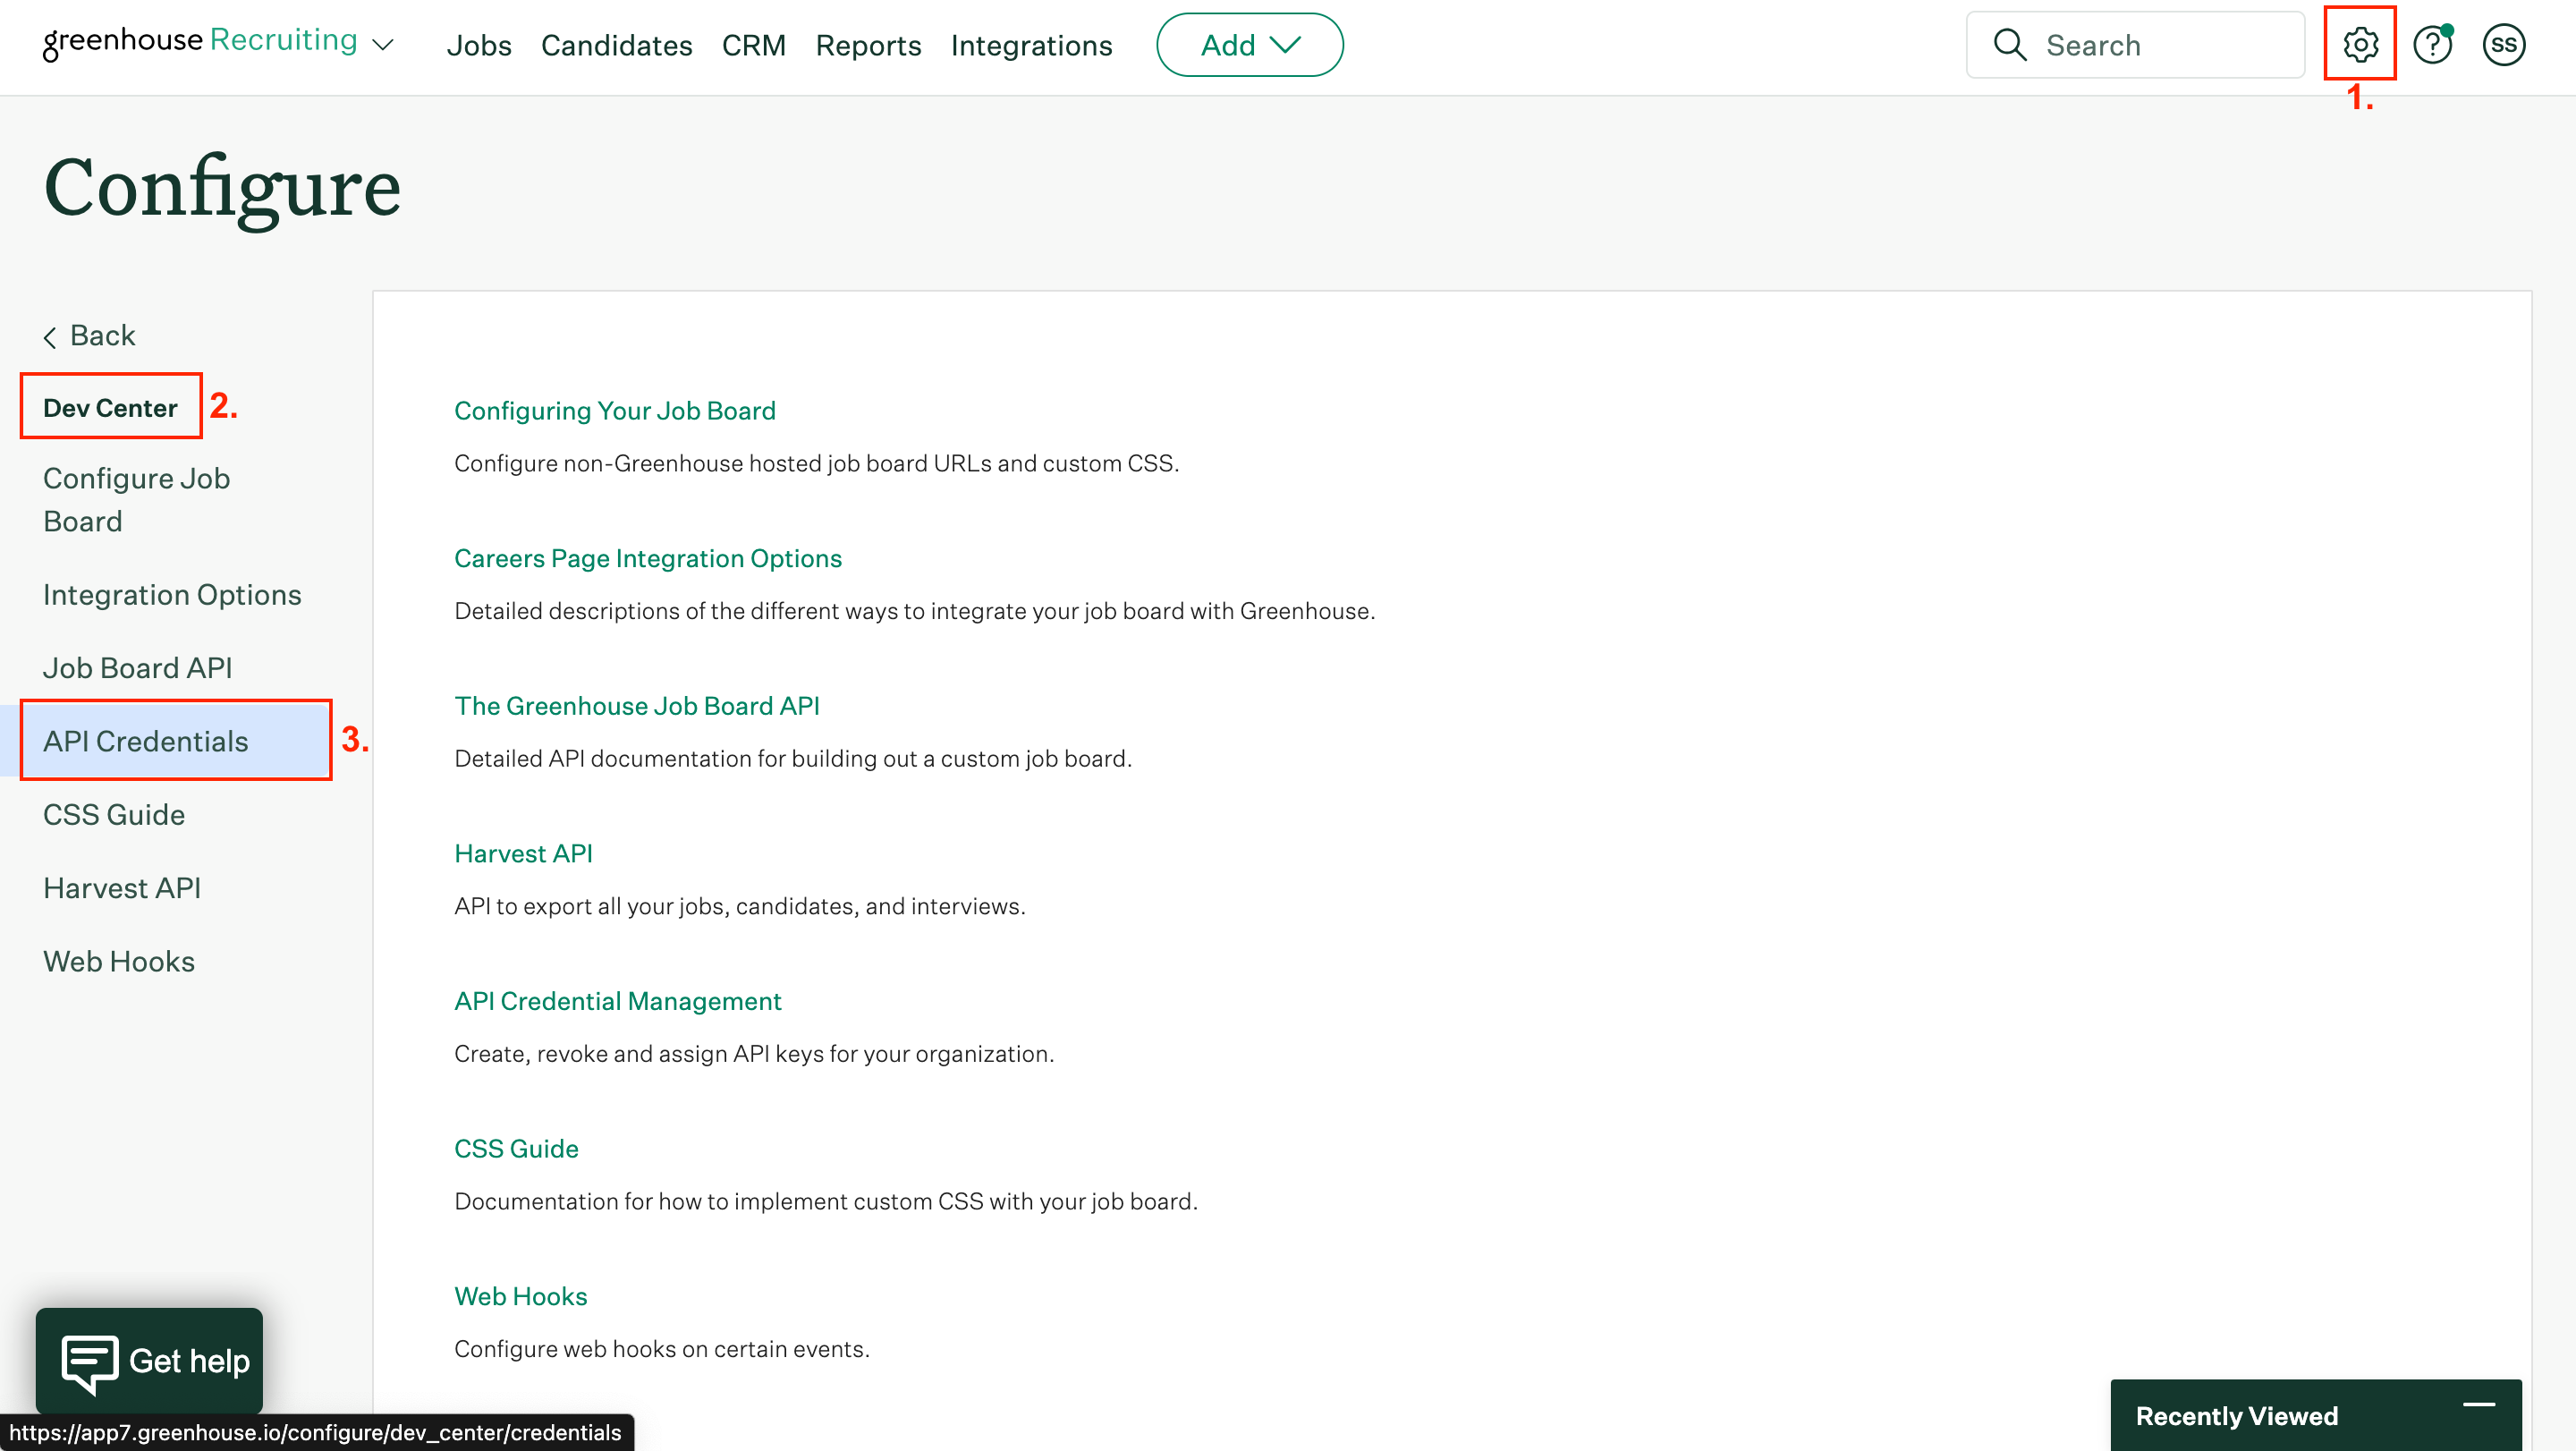 greenhouse Recruiting
Jobs Candidates CRM Reports Integrations Add Search SS
1.
Configure
Back
Dev Center 2.
Configure Job
Board
Integration Options
Job Board API
API Credentials 3.
CSS Guide
Harvest API
Web Hooks
Configuring Your Job Board
Configure non-Greenhouse hosted job board URLs and custom CSS.
Careers Page Integration Options
Detailed descriptions of the different ways to integrate your job board with Greenhouse.
The Greenhouse Job Board API
Detailed API documentation for building out a custom job board.
Harvest API
API to export all your jobs, candidates, and interviews.
API Credential Management
Create, revoke and assign API keys for your organization.
CSS Guide
Documentation for how to implement custom CSS with your job board.
Web Hooks
Configure web hooks on certain events.
Get help
https://app7.greenhouse.io/configure/dev_center/credentials
Recently Viewed